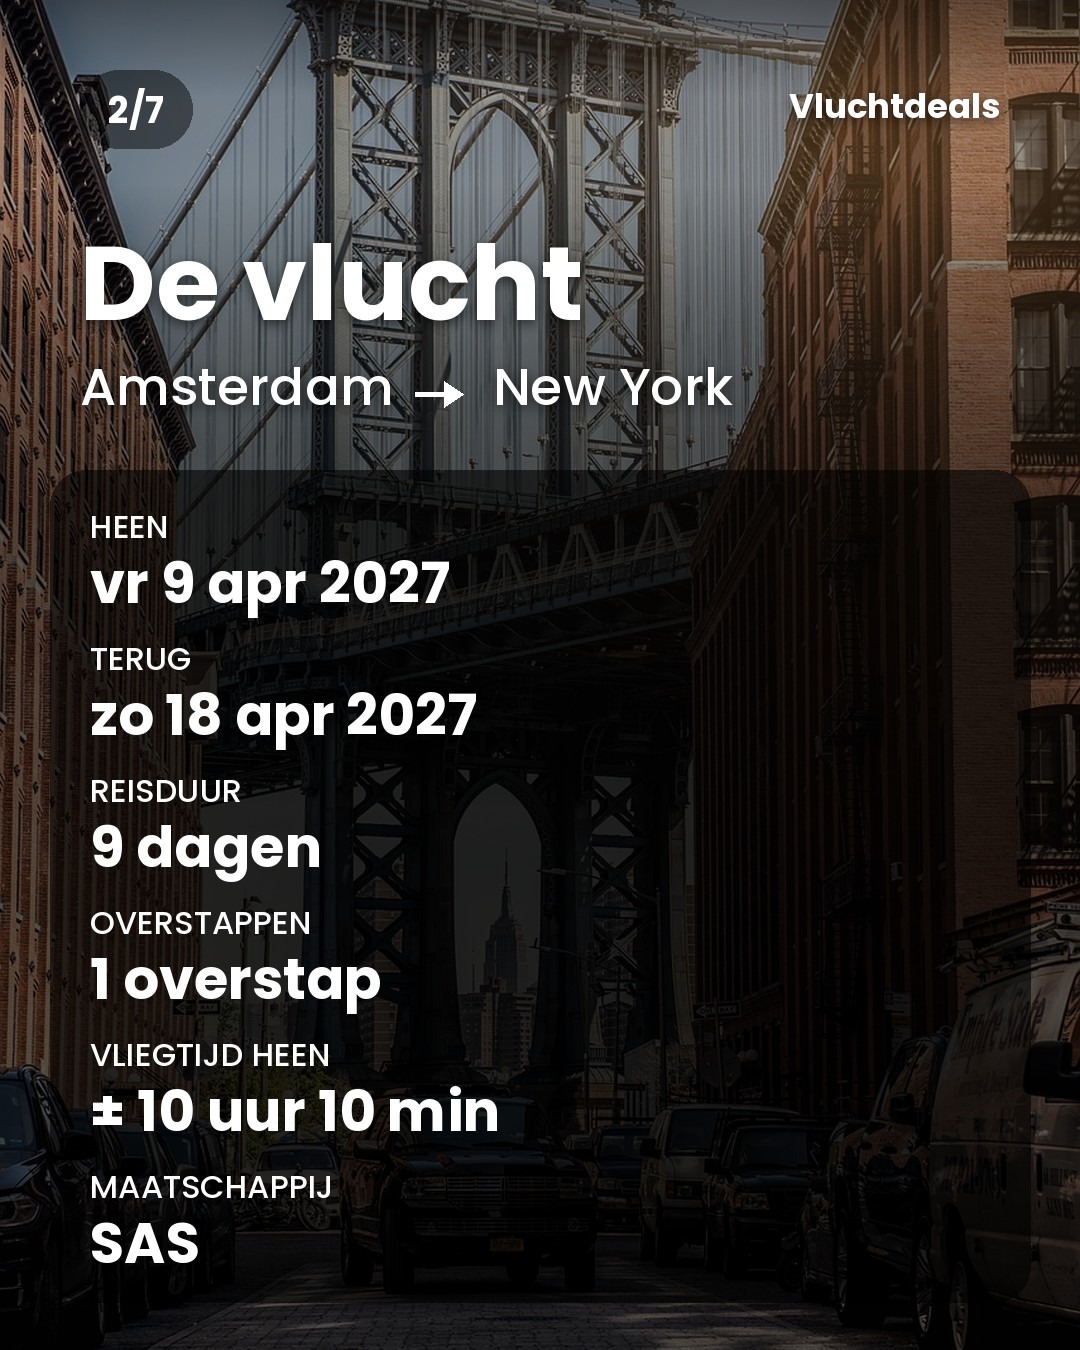 2/7
Vluchtdeals
De vlucht
Amsterdam → New York
HEEN
vr 9 apr 2027
TERUG
zo 18 apr 2027
REISDUUR
9 dagen
OVERSTAPPEN
1 overstap
VLIEGTIJD HEEN
± 10 uur 10 min
MAATSCHAPPIJ
SAS